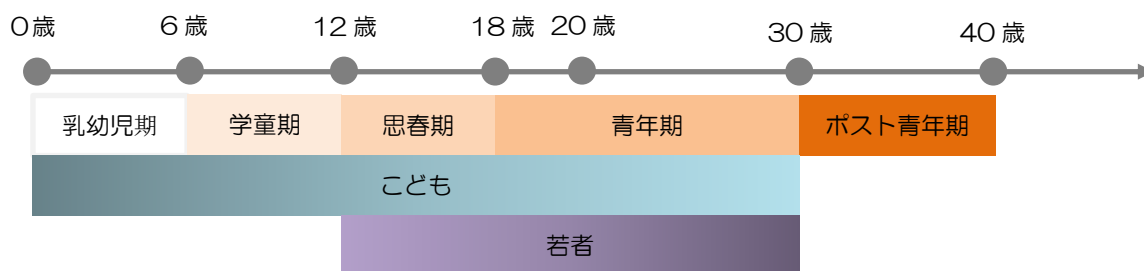 0歳 6歳 12歳 18歳 20歳 30歳 40歳
乳幼児期 学童期 思春期 青年期 ポスト青年期
こども
若者